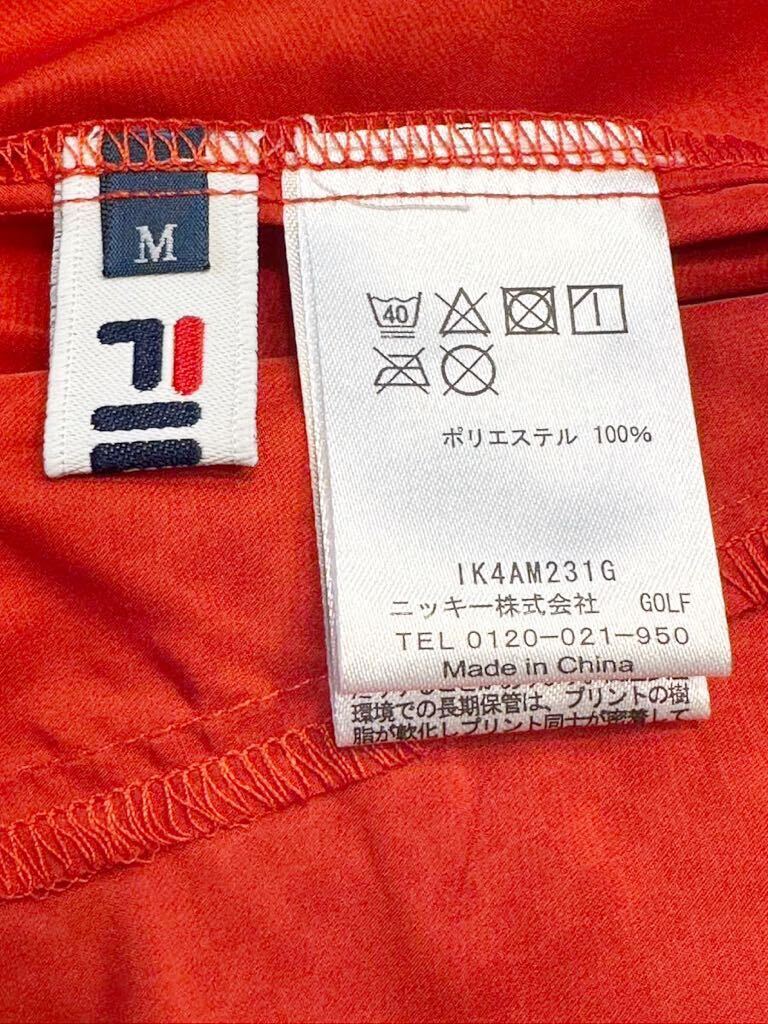 M
40
ポリエステル 100%
IK4AM231G
ニッキー株式会社 GOLF
TEL 0120-021-950
Made in China
環境での長期保管は、プリントの樹
脂が軟化しプリント同士が密着して